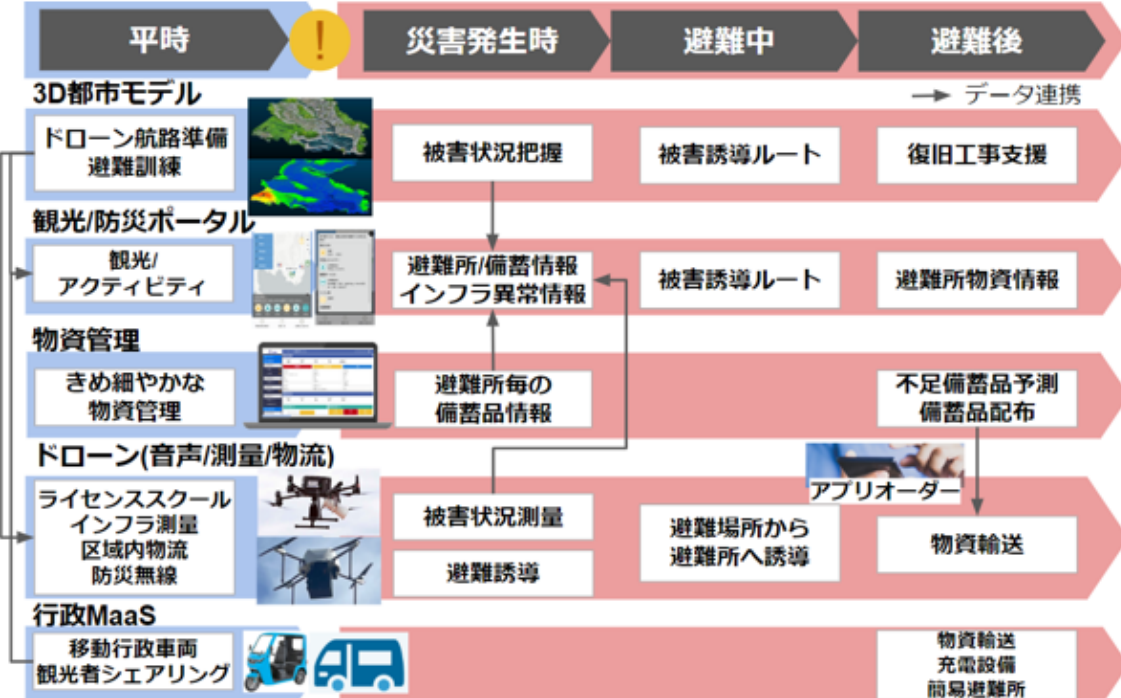 平時
!
災害発生時
避難中
避難後
3D都市モデル
データ連携
ドローン航路準備
避難訓練
被害状況把握
被害誘導ルート
復旧工事支援
観光/防災ポータル
観光/
アクティビティ
避難所/備蓄情報
インフラ異常情報
被害誘導ルート
避難所物資情報
物資管理
きめ細やかな
物資管理
避難所毎の
備蓄品情報
不足備蓄品予測
備蓄品配布
ドローン(音声/測量/物流)
ライセンススクール
インフラ測量
区域内物流
防災無線
被害状況測量
避難誘導
避難場所から
避難所へ誘導
アプリオーダー
物資輸送
行政MaaS
移動行政車両
観光者シェアリング
物資輸送
充電設備
簡易避難所